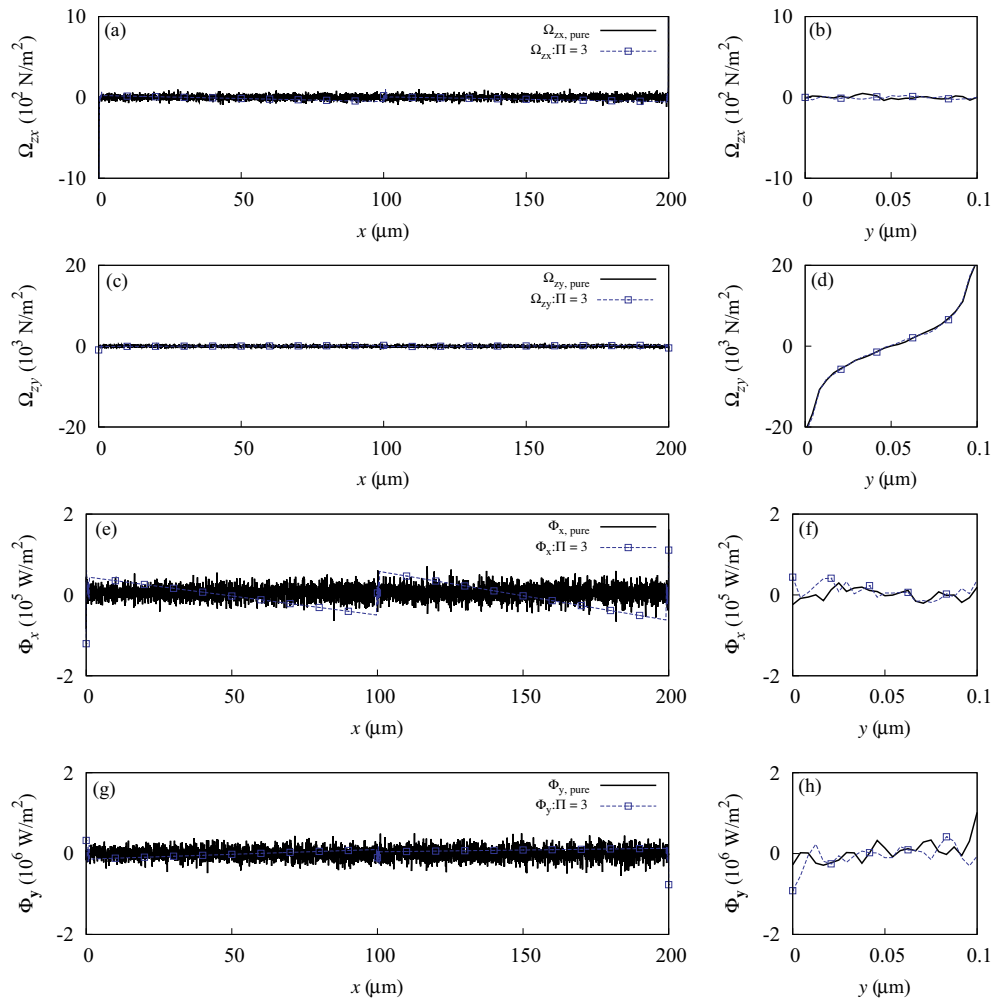 (a)
Ω_zx (10² N/m²)
10
0
-10
Ω_zx, pure
Ω_zx:Π = 3
0 50 100 150 200
x (μm)
(b)
Ω_zx (10² N/m²)
10
0
-10
0 0.05 0.1
y (μm)
(c)
Ω_zy (10³ N/m²)
20
0
-20
Ω_zy, pure
Ω_zy:Π = 3
0 50 100 150 200
x (μm)
(d)
Ω_zy (10³ N/m²)
20
0
-20
0 0.05 0.1
y (μm)
(e)
Φ_x (10⁵ W/m²)
2
0
-2
Φ_x, pure
Φ_x:Π = 3
0 50 100 150 200
x (μm)
(f)
Φ_x (10⁵ W/m²)
2
0
-2
0 0.05 0.1
y (μm)
(g)
Φ_y (10⁶ W/m²)
2
0
-2
Φ_y, pure
Φ_y:Π = 3
0 50 100 150 200
x (μm)
(h)
Φ_y (10⁶ W/m²)
2
0
-2
0 0.05 0.1
y (μm)